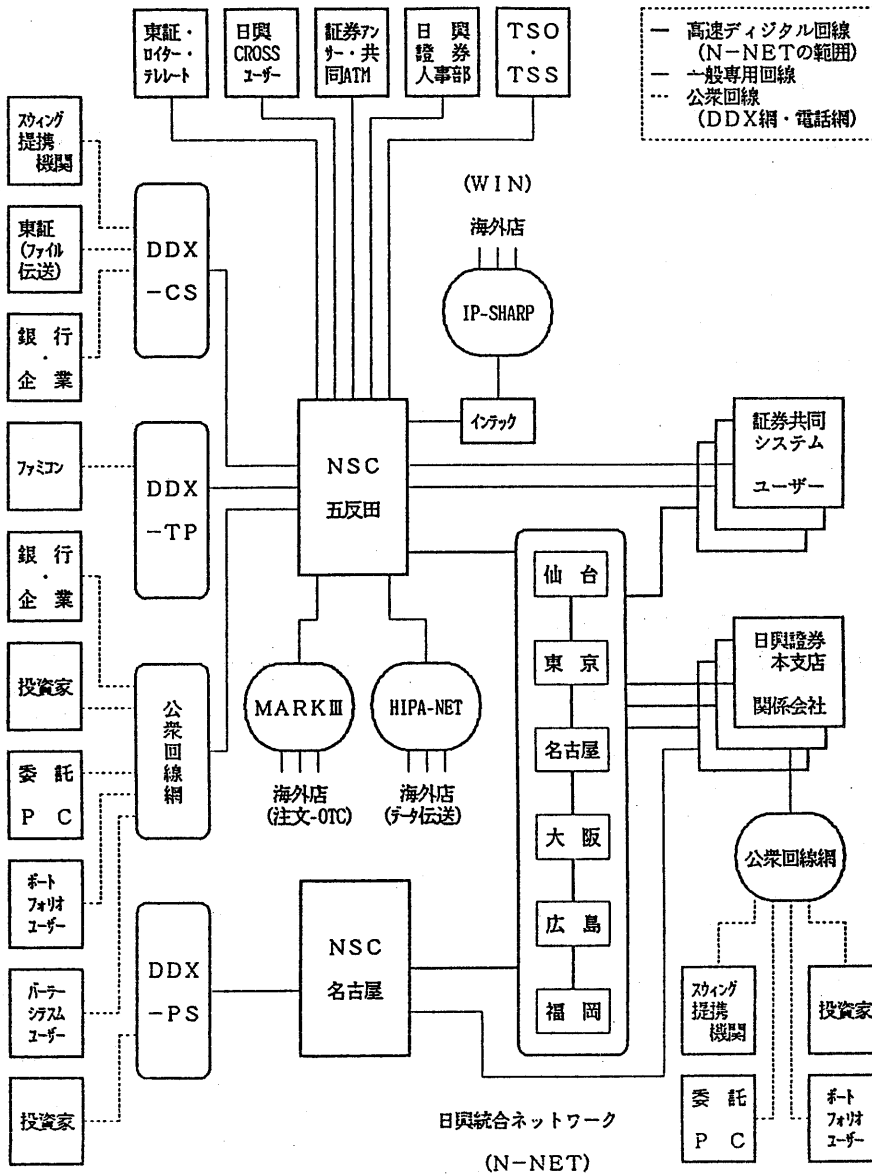 東証・
ロイター・
テレレート
日興
CROSS
ユーザー
証券アン
サー・共
同ATM
日興
證券
人事部
TSO
・
TSS
― 高速ディジタル回線
(N-NETの範囲)
― 一般専用回線
… 公衆回線
(DDX網・電話網)
スウィング
提携
機関
東証
(ファイル
伝送)
銀行
・
企業
DDX
-CS
(WIN)
海外店
IP-SHARP
インテック
ファミコン
DDX
-TP
NSC
五反田
証券共同
システム
ユーザー
銀行
・
企業
投資家
委託
PC
ポート
フォリオ
ユーザー
バーテー
システム
ユーザー
公衆回線網
MARKⅢ
海外店
(注文-OTC)
HIPA-NET
海外店
(データ伝送)
仙台
東京
名古屋
大阪
広島
福岡
日興證券
本支店
関係会社
公衆回線網
スウィング
提携
機関
投資家
委託
PC
ポート
フォリオ
ユーザー
投資家
DDX
-PS
NSC
名古屋
日興統合ネットワーク
(N-NET)